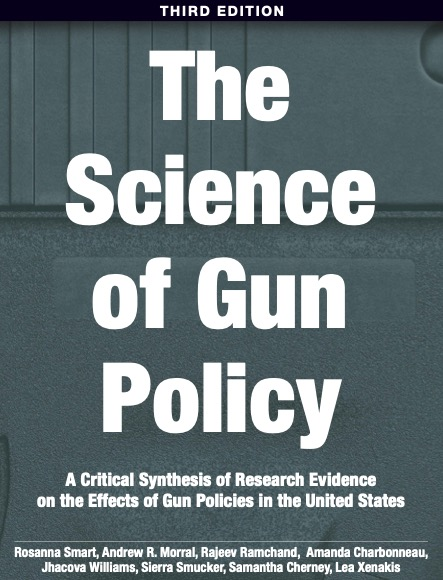 THIRD EDITION
The
Science
of Gun
Policy
A Critical Synthesis of Research Evidence
on the Effects of Gun Policies in the United States
Rosanna Smart, Andrew R. Morral, Rajeev Ramchand, Amanda Charbonneau,
Jhacova Williams, Sierra Smucker, Samantha Cherney, Lea Xenakis